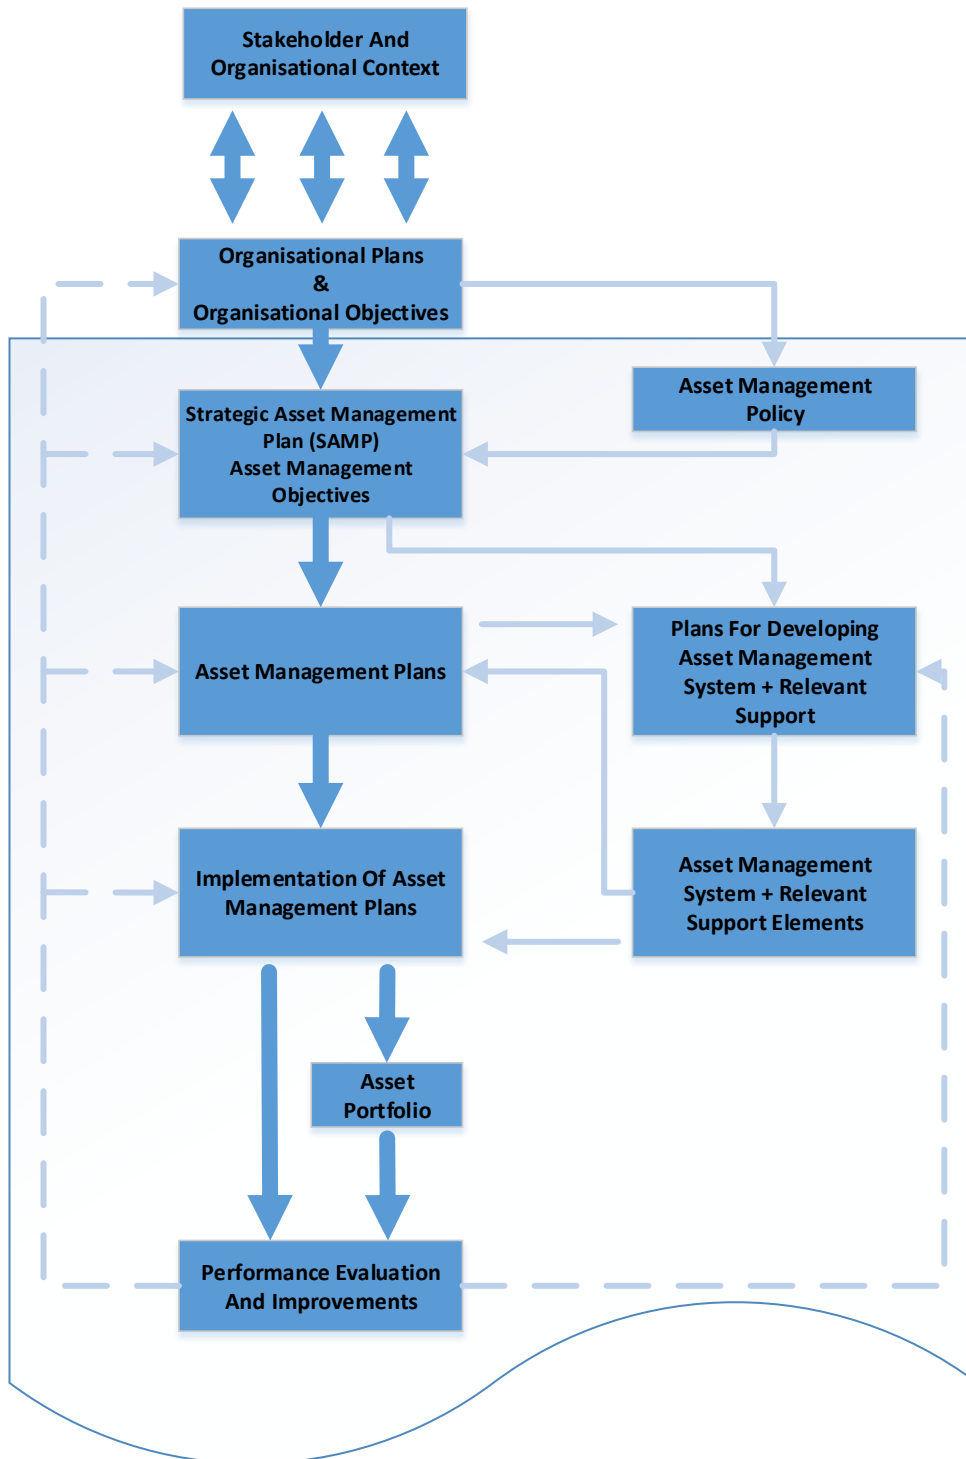 Stakeholder And
Organisational Context
Organisational Plans
&
Organisational Objectives
Asset Management
Policy
Strategic Asset Management
Plan (SAMP)
Asset Management
Objectives
Asset Management Plans
Plans For Developing
Asset Management
System + Relevant
Support
Implementation Of Asset
Management Plans
Asset Management
System + Relevant
Support Elements
Asset
Portfolio
Performance Evaluation
And Improvements